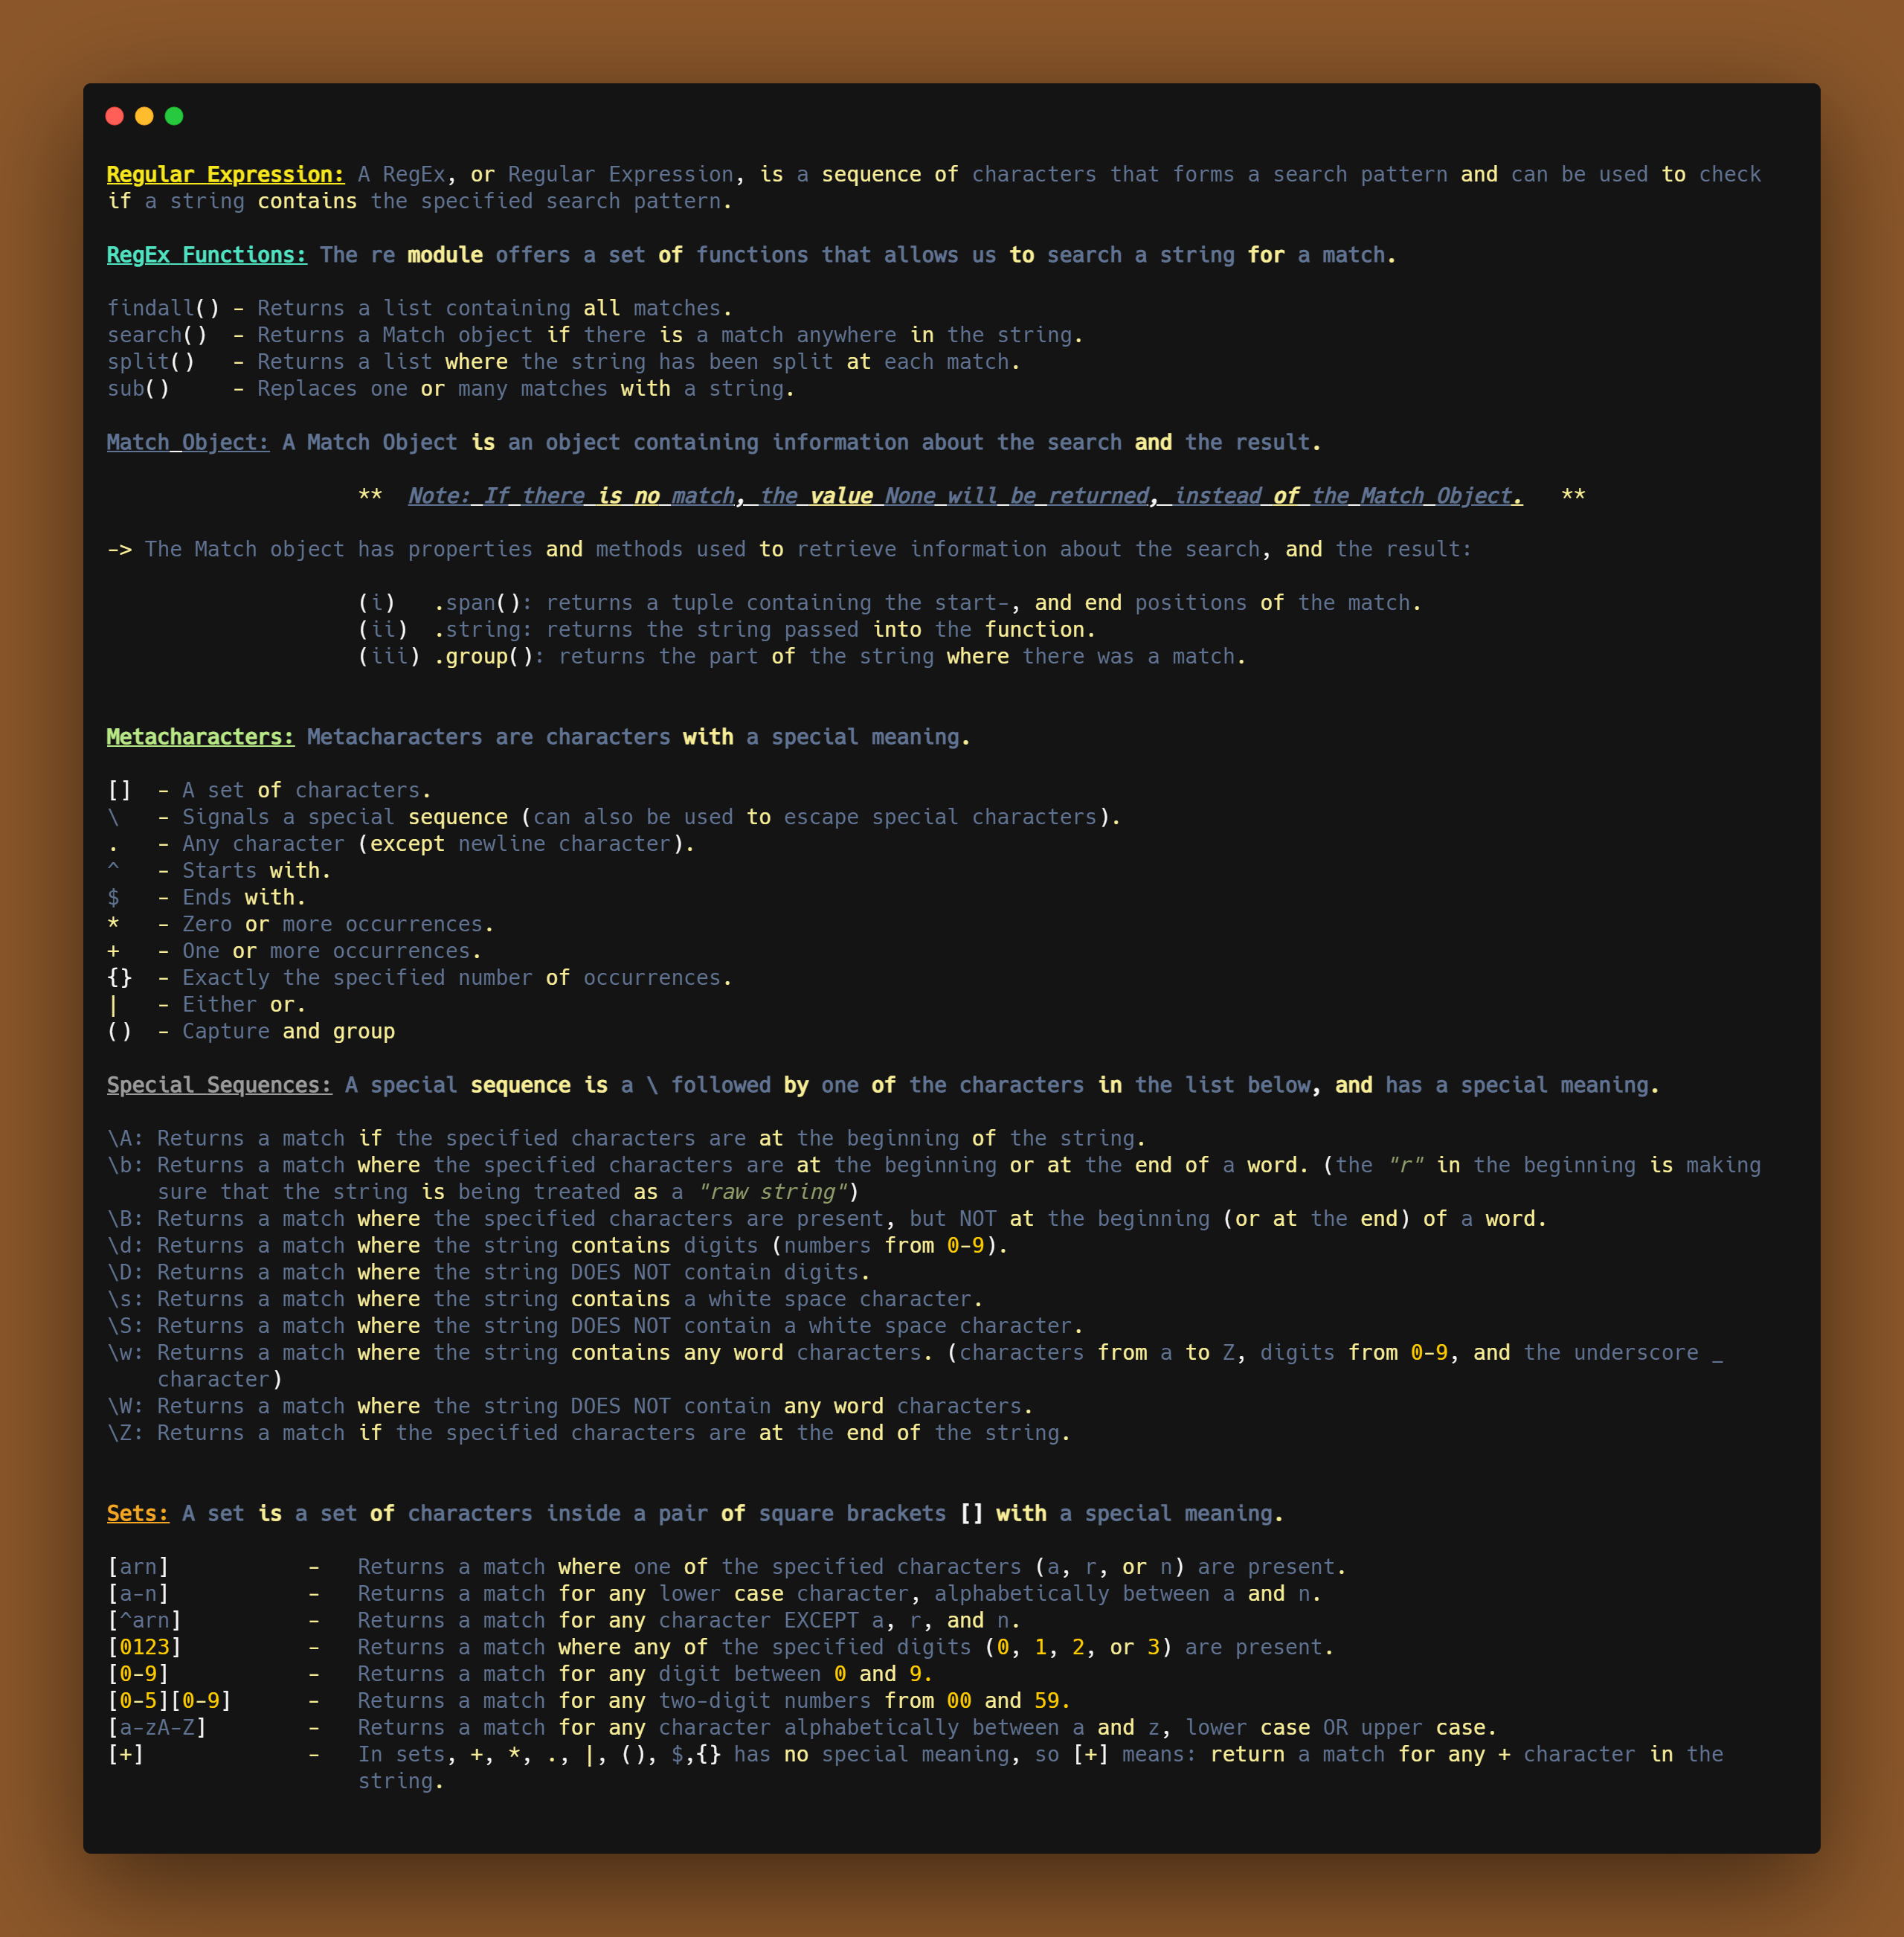 Regular Expression: A RegEx, or Regular Expression, is a sequence of characters that forms a search pattern and can be used to check
if a string contains the specified search pattern.
RegEx Functions: The re module offers a set of functions that allows us to search a string for a match.
findall() - Returns a list containing all matches.
search()  - Returns a Match object if there is a match anywhere in the string.
split()   - Returns a list where the string has been split at each match.
sub()     - Replaces one or many matches with a string.
Match Object: A Match Object is an object containing information about the search and the result.
**  Note: If there is no match, the value None will be returned, instead of the Match Object.   **
-> The Match object has properties and methods used to retrieve information about the search, and the result:
(i)   .span(): returns a tuple containing the start-, and end positions of the match.
(ii)  .string: returns the string passed into the function.
(iii) .group(): returns the part of the string where there was a match.
Metacharacters: Metacharacters are characters with a special meaning.
[]  - A set of characters.
\   - Signals a special sequence (can also be used to escape special characters).
.   - Any character (except newline character).
^   - Starts with.
$   - Ends with.
*   - Zero or more occurrences.
+   - One or more occurrences.
{}  - Exactly the specified number of occurrences.
|   - Either or.
()  - Capture and group
Special Sequences: A special sequence is a \ followed by one of the characters in the list below, and has a special meaning.
\A: Returns a match if the specified characters are at the beginning of the string.
\b: Returns a match where the specified characters are at the beginning or at the end of a word. (the "r" in the beginning is making
sure that the string is being treated as a "raw string")
\B: Returns a match where the specified characters are present, but NOT at the beginning (or at the end) of a word.
\d: Returns a match where the string contains digits (numbers from 0-9).
\D: Returns a match where the string DOES NOT contain digits.
\s: Returns a match where the string contains a white space character.
\S: Returns a match where the string DOES NOT contain a white space character.
\w: Returns a match where the string contains any word characters. (characters from a to Z, digits from 0-9, and the underscore _
character)
\W: Returns a match where the string DOES NOT contain any word characters.
\Z: Returns a match if the specified characters are at the end of the string.
Sets: A set is a set of characters inside a pair of square brackets [] with a special meaning.
[arn]           -   Returns a match where one of the specified characters (a, r, or n) are present.
[a-n]           -   Returns a match for any lower case character, alphabetically between a and n.
[^arn]          -   Returns a match for any character EXCEPT a, r, and n.
[0123]          -   Returns a match where any of the specified digits (0, 1, 2, or 3) are present.
[0-9]           -   Returns a match for any digit between 0 and 9.
[0-5][0-9]      -   Returns a match for any two-digit numbers from 00 and 59.
[a-zA-Z]        -   Returns a match for any character alphabetically between a and z, lower case OR upper case.
[+]             -   In sets, +, *, ., |, (), $,{} has no special meaning, so [+] means: return a match for any + character in the
string.